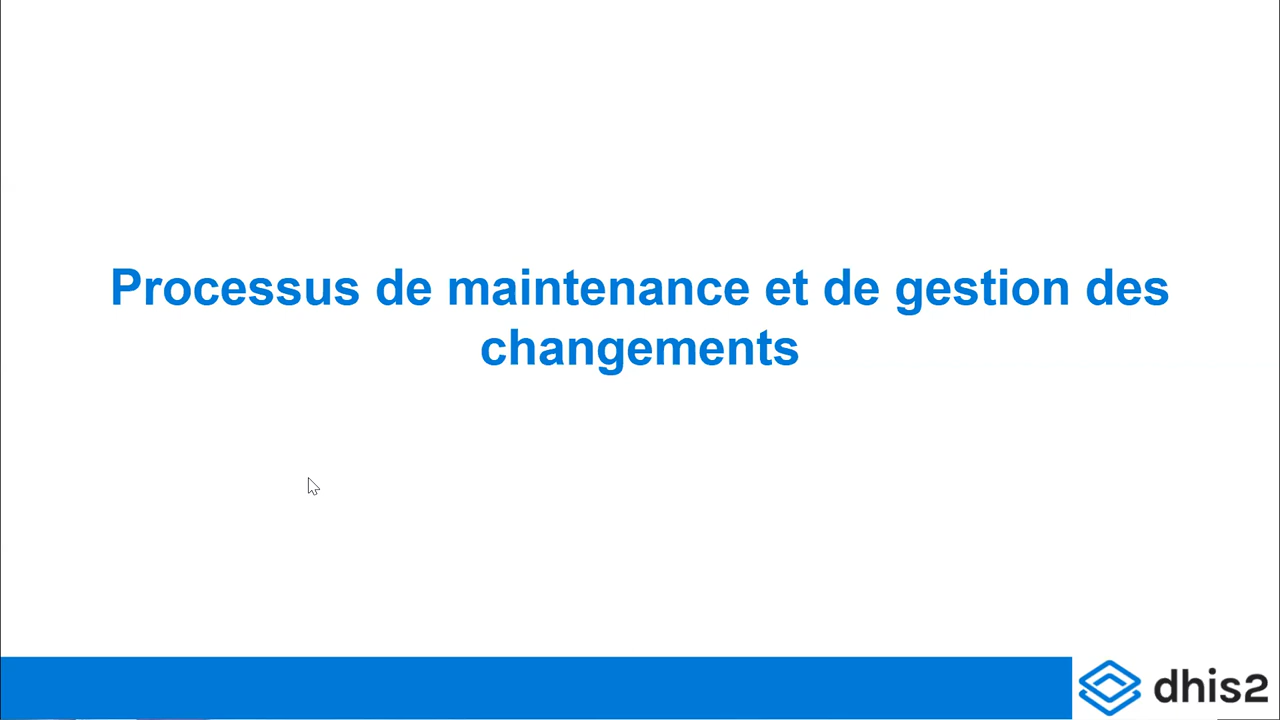 Processus de maintenance et de gestion des
changements
dhis2